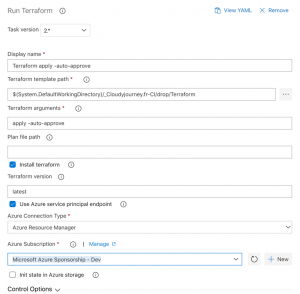 Run Terraform
View YAML
Remove
Task version 2.*
Display name *
Terraform apply -auto-approve
Terraform template path *
$(System.DefaultWorkingDirectory)/_Cloudyjourney.fr-CI/drop/Terraform
Terraform arguments *
apply -auto-approve
Plan file path
Install terraform
Terraform version
latest
Use Azure service principal endpoint
Azure Connection Type *
Azure Resource Manager
Azure Subscription * | Manage
Microsoft Azure Sponsorship - Dev
New
Init state in Azure storage
Control Options